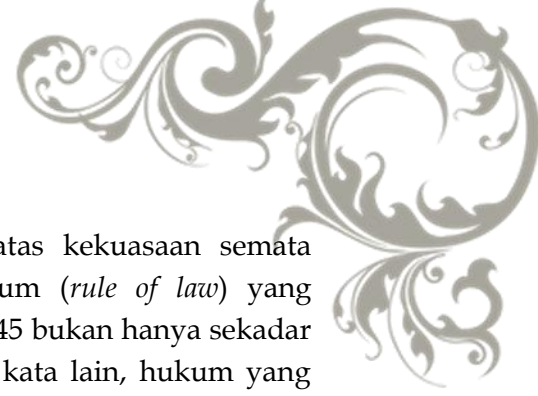 atas kekuasaan semata
um (rule of law) yang
45 bukan hanya sekadar
kata lain, hukum yang